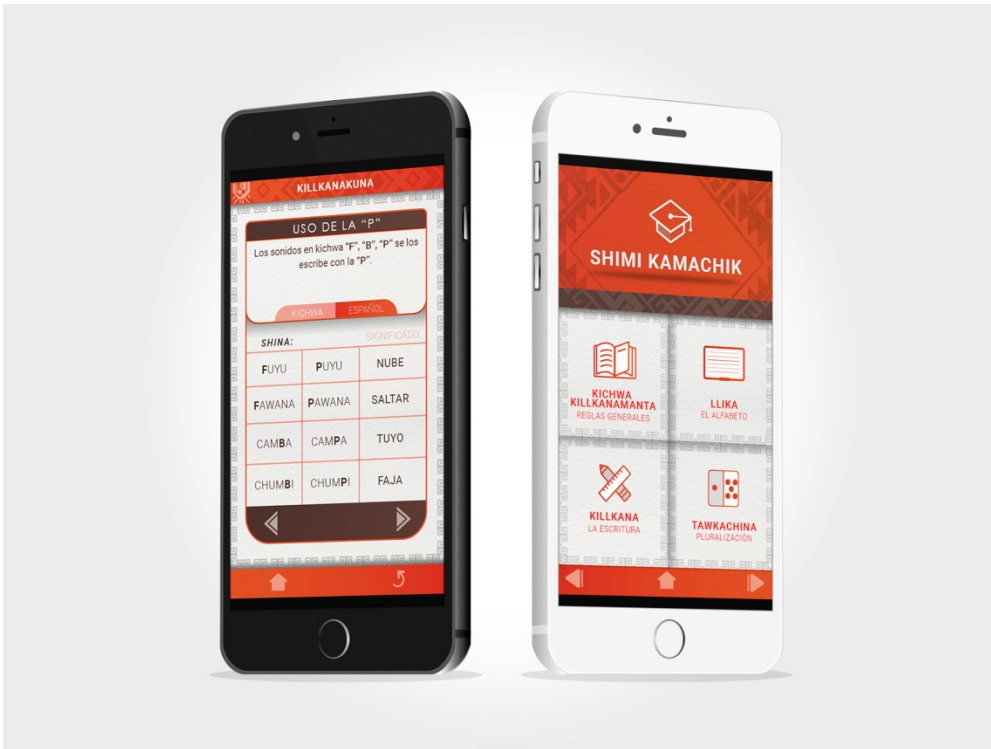 KILLKANAKUNA
USO DE LA “P”
Los sonidos en kichwa “F”, “B”, “P” se los
escribe con la “P”.
KICHWA ESPAÑOL
SHINA: SIGNIFICADO
FUYU PUYU NUBE
FAWANA PAWANA SALTAR
CAMBA CAMPA TUYO
CHUMBI CHUMPI FAJA
SHIMI KAMACHIK
KICHWA
KILLKANAMANTA
REGLAS GENERALES
LLIKA
EL ALFABETO
KILLKANA
LA ESCRITURA
TAWKACHINA
PLURALIZACIÓN